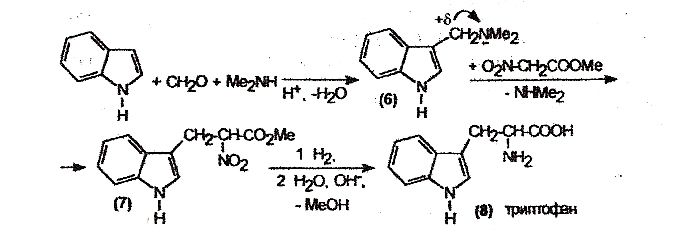 +δ
CH2NMe2
N
H
+ CH2O + Me2NH
H+, -H2O
(6)
N
H
+ O2N-CH2COOMe
- NHMe2
CH2-CH-CO2Me
NO2
(7)
N
H
1 H2,
2 H2O, OH-,
- MeOH
CH2-CH-COOH
NH2
N
H
(8) триптофан